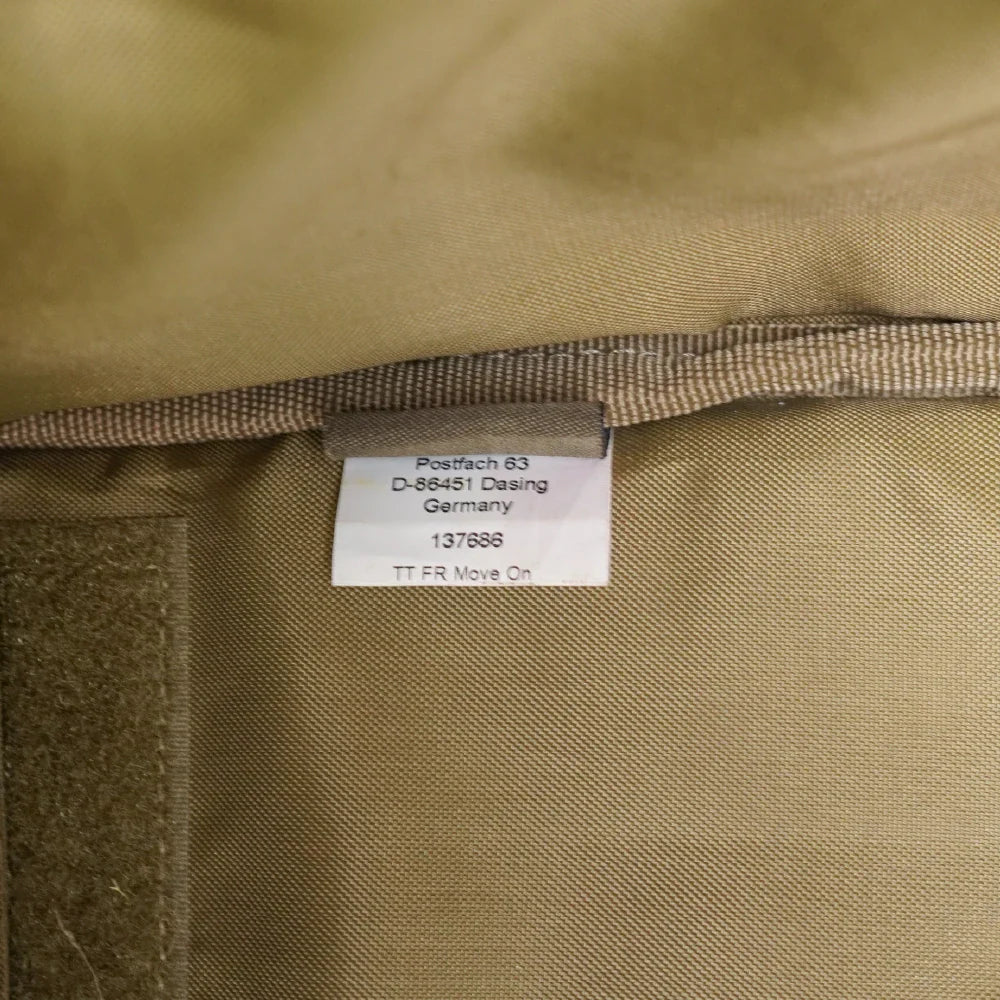 Postfach 63
D-86451 Dasing
Germany
137686
TT FR Move On